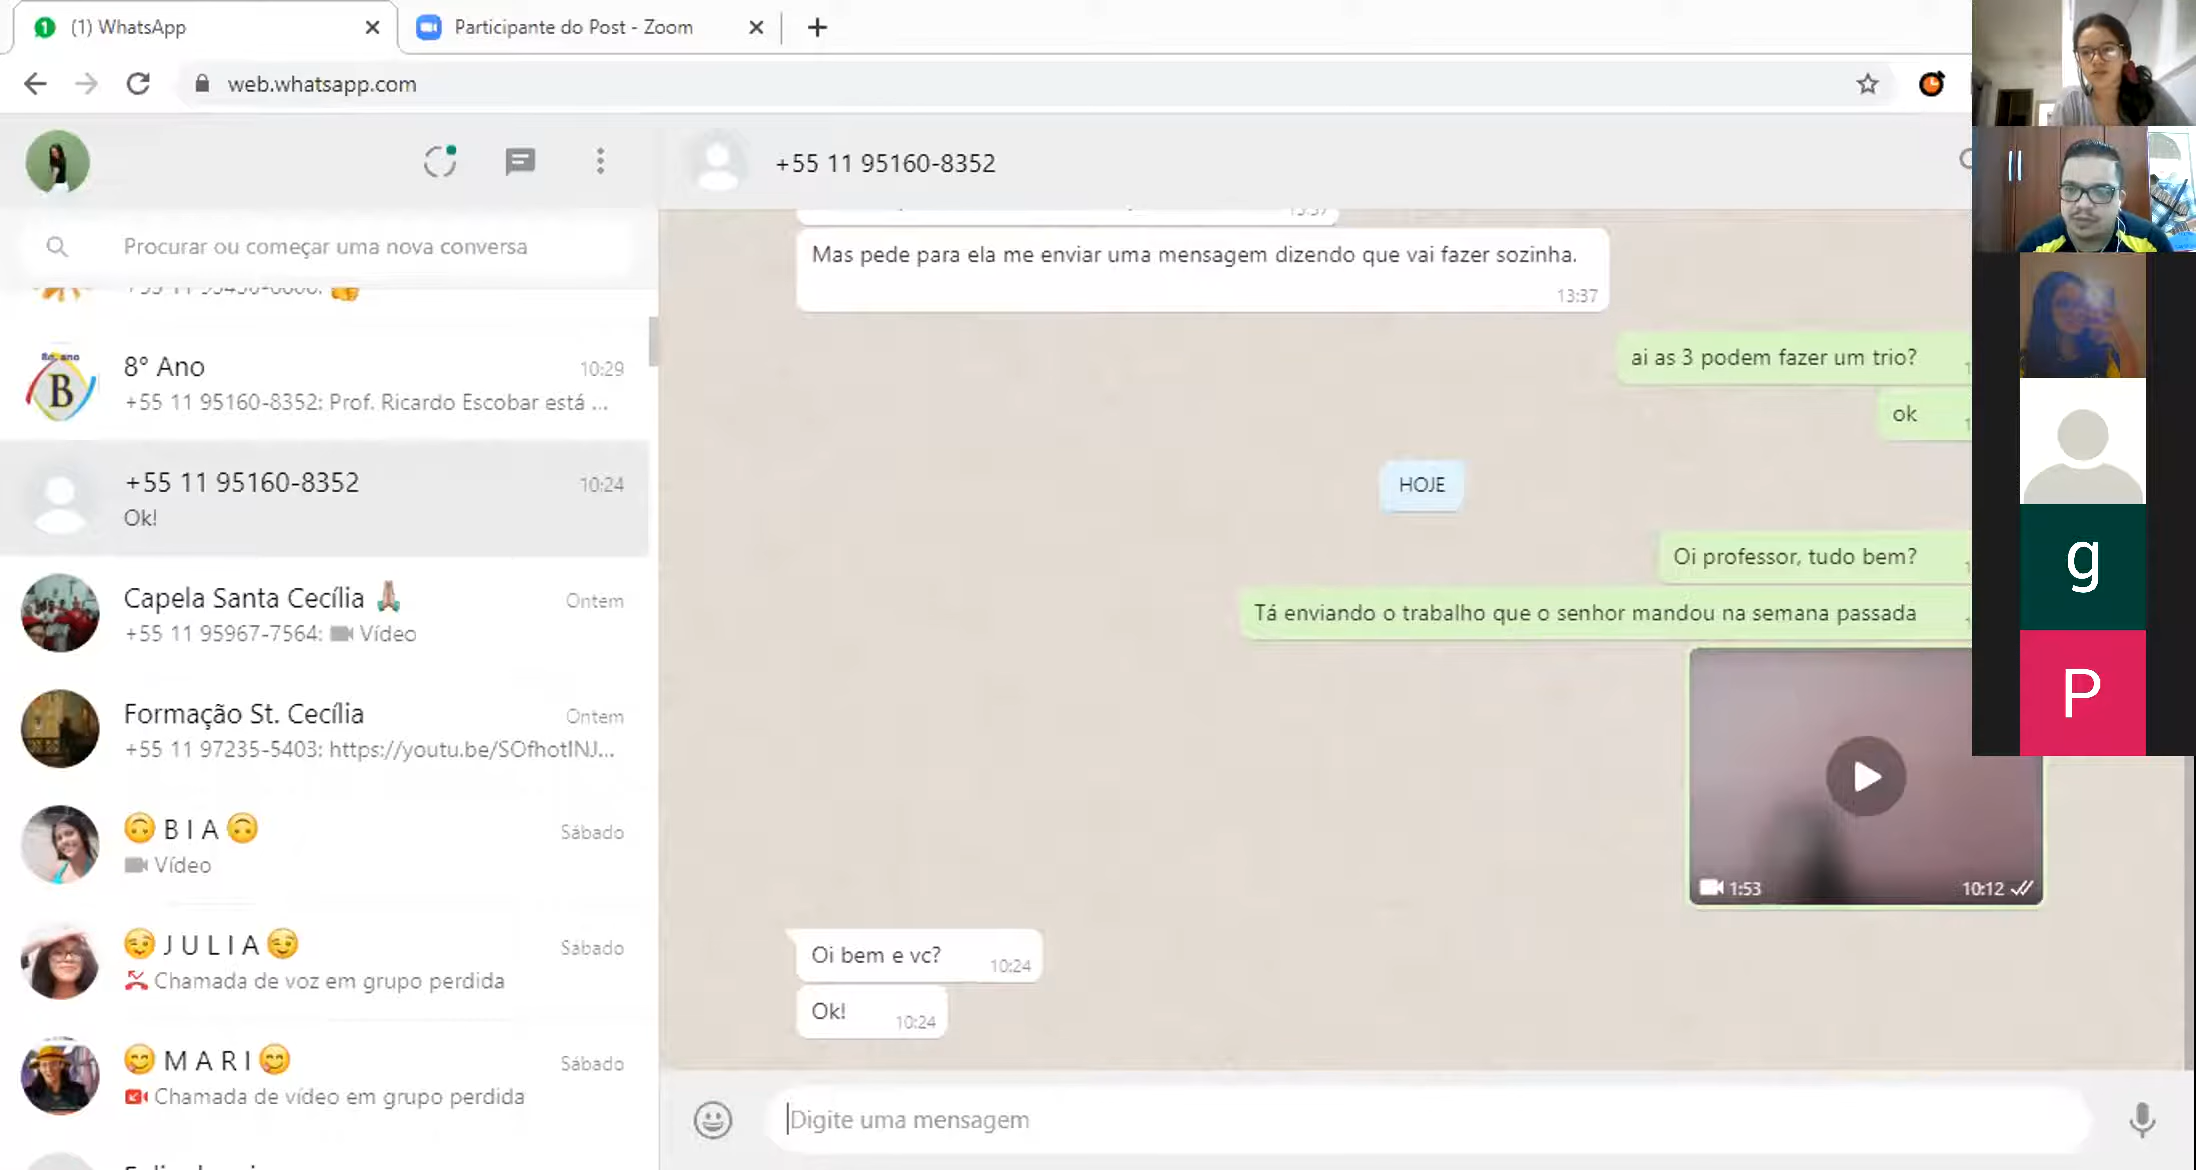 (1) WhatsApp
Participante do Post - Zoom
web.whatsapp.com
+55 11 95160-8352
Procurar ou começar uma nova conversa
8° Ano
10:29
+55 11 95160-8352: Prof. Ricardo Escobar está ...
+55 11 95160-8352
10:24
Ok!
Capela Santa Cecília 🙏🏼
Ontem
+55 11 95967-7564: Vídeo
Formação St. Cecília
Ontem
+55 11 97235-5403: https://youtu.be/SOfhotINJ...
🙃 B I A 🙃
Sábado
Vídeo
😏 J U L I A 😏
Sábado
Chamada de voz em grupo perdida
😋 M A R I 😋
Sábado
Chamada de vídeo em grupo perdida
13:37
Mas pede para ela me enviar uma mensagem dizendo que vai fazer sozinha.
13:37
ai as 3 podem fazer um trio?
ok
HOJE
Oi professor, tudo bem?
Tá enviando o trabalho que o senhor mandou na semana passada
1:53
10:12
Oi bem e vc?
10:24
Ok!
10:24
Digite uma mensagem
g
P